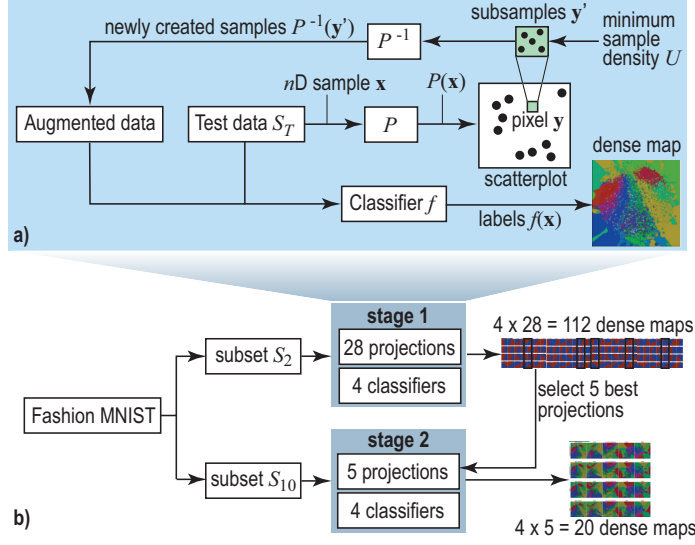 newly created samples P⁻¹(y')
P⁻¹
subsamples y'
minimum
sample
density U
nD sample x
P(x)
Augmented data
Test data S_T
P
pixel y
scatterplot
dense map
Classifier f
labels f(x)
a)
stage 1
28 projections
4 classifiers
4 x 28 = 112 dense maps
subset S₂
select 5 best
projections
Fashion MNIST
stage 2
5 projections
4 classifiers
subset S₁₀
4 x 5 = 20 dense maps
b)